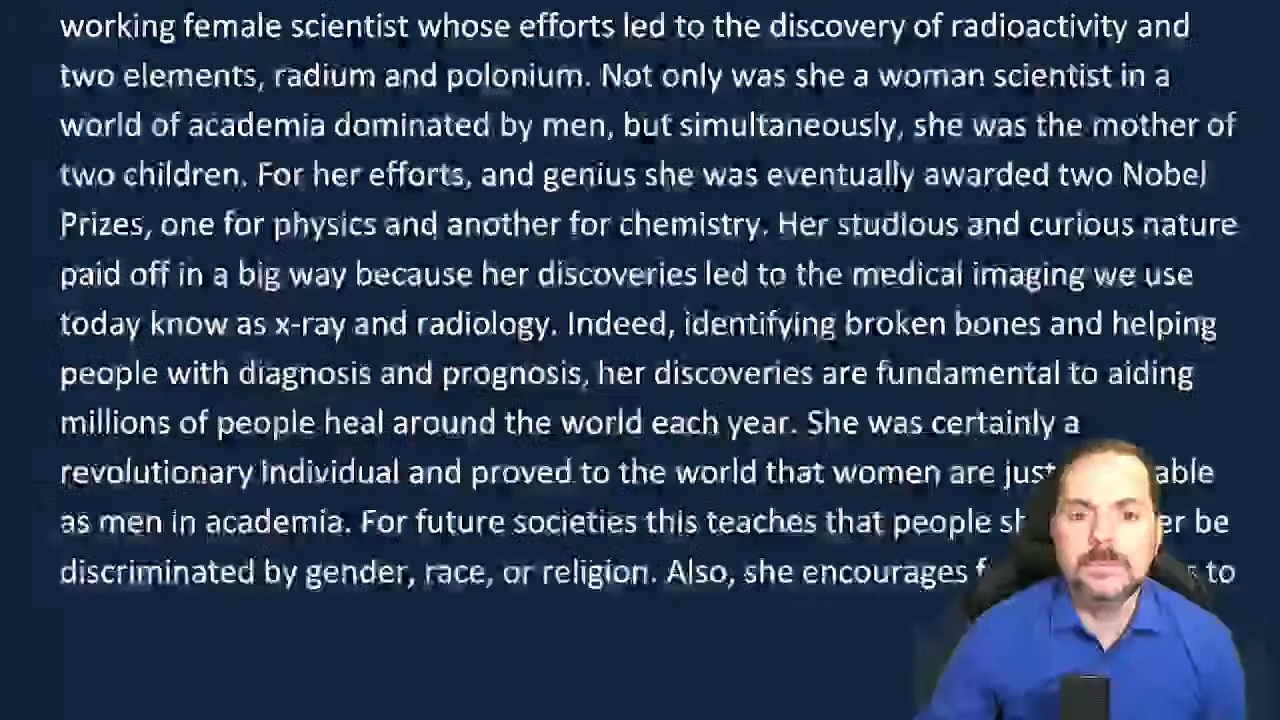 working female scientist whose efforts led to the discovery of radioactivity and
two elements, radium and polonium. Not only was she a woman scientist in a
world of academia dominated by men, but simultaneously, she was the mother of
two children. For her efforts, and genius she was eventually awarded two Nobel
Prizes, one for physics and another for chemistry. Her studious and curious nature
paid off in a big way because her discoveries led to the medical imaging we use
today know as x-ray and radiology. Indeed, identifying broken bones and helping
people with diagnosis and prognosis, her discoveries are fundamental to aiding
millions of people heal around the world each year. She was certainly a
revolutionary individual and proved to the world that women are just able
as men in academia. For future societies this teaches that people be
discriminated by gender, race, or religion. Also, she encourages to